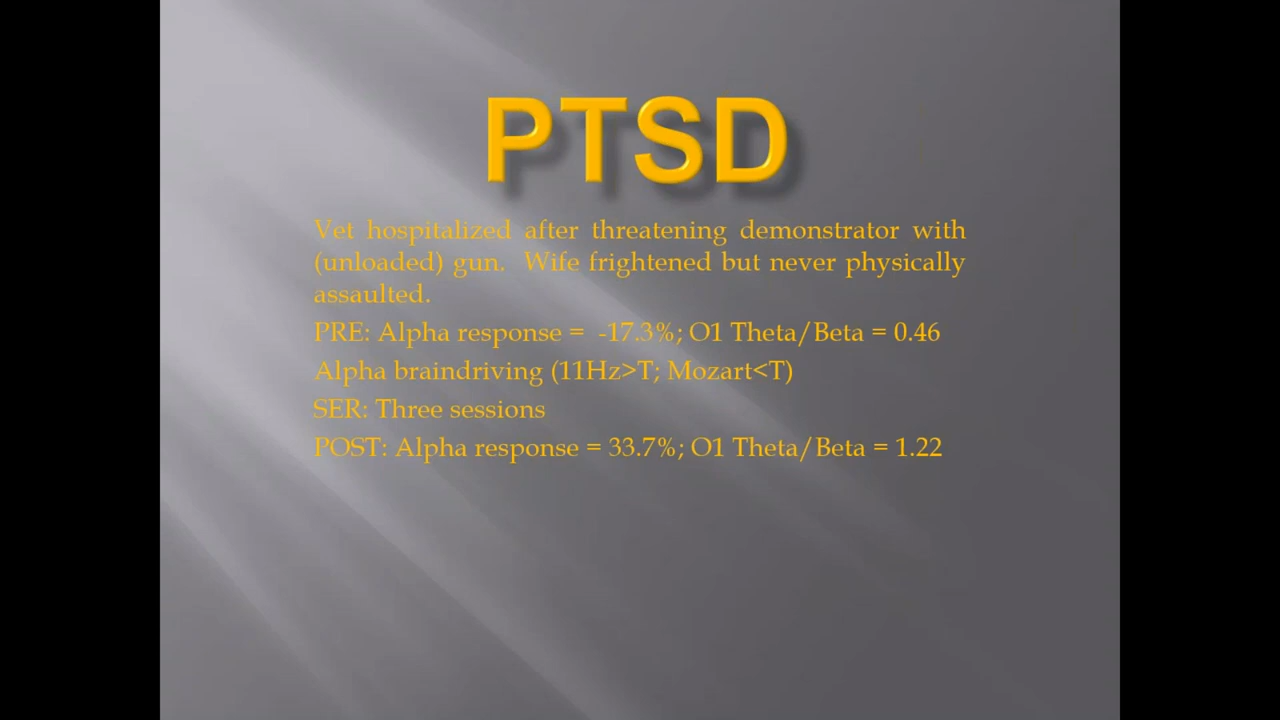 PTSD
Vet hospitalized after threatening demonstrator with
(unloaded) gun. Wife frightened but never physically
assaulted.
PRE: Alpha response = -17.3%; O1 Theta/Beta = 0.46
Alpha braindriving (11Hz>T; Mozart<T)
SER: Three sessions
POST: Alpha response = 33.7%; O1 Theta/Beta = 1.22